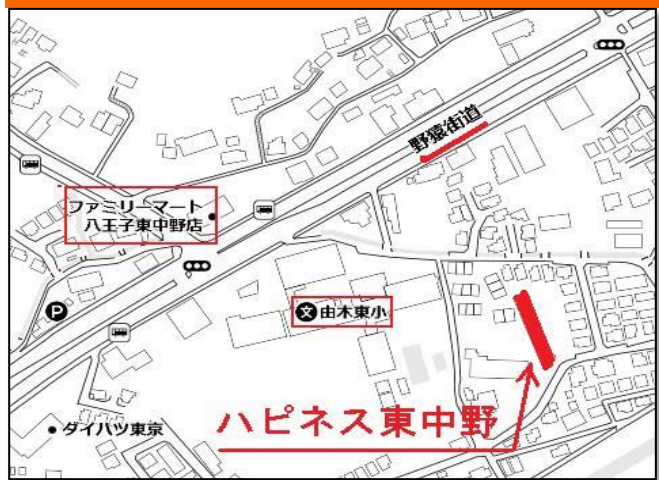 野猿街道
ファミリーマート
八王子東中野店
P
文 由木東小
ハピネス東中野
ダイハツ東京